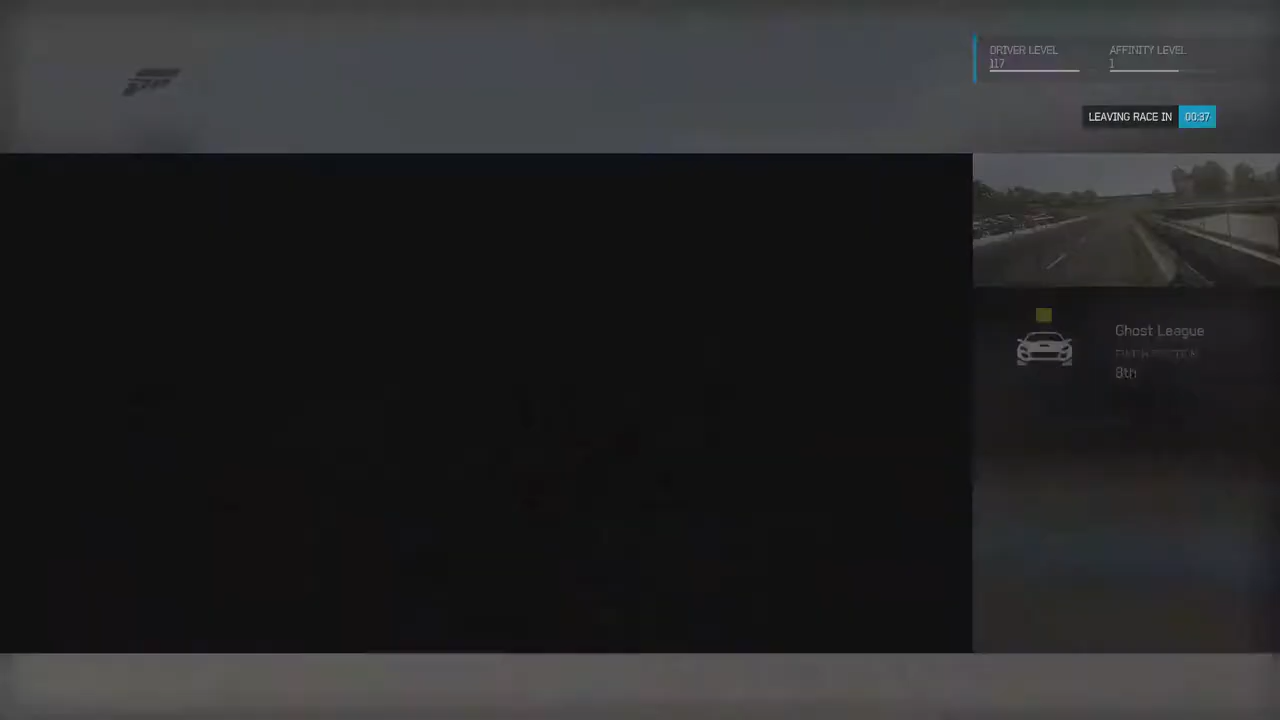 DRIVER LEVEL
117
AFFINITY LEVEL
1
LEAVING RACE IN 00:37
Ghost League
8th